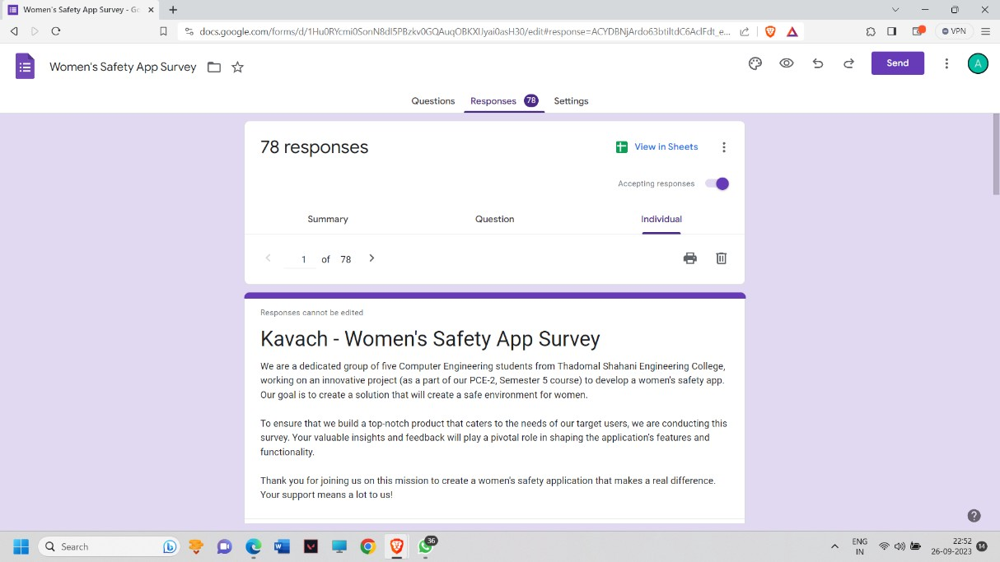 Women's Safety App Survey - Go
docs.google.com/forms/d/1Hu0RYcmi0SonN8dI5PBzkv0GQAuqOBKXIJyai0asH30/edit#response=ACYDBNjArdo63btiltdC6AclFdt_e...
VPN
Women's Safety App Survey
Send
A
Questions
Responses 78
Settings
78 responses
View in Sheets
Accepting responses
Summary
Question
Individual
1 of 78
Responses cannot be edited
Kavach - Women's Safety App Survey
We are a dedicated group of five Computer Engineering students from Thadomal Shahani Engineering College,
working on an innovative project (as a part of our PCE-2, Semester 5 course) to develop a women's safety app.
Our goal is to create a solution that will create a safe environment for women.
To ensure that we build a top-notch product that caters to the needs of our target users, we are conducting this
survey. Your valuable insights and feedback will play a pivotal role in shaping the application's features and
functionality.
Thank you for joining us on this mission to create a women's safety application that makes a real difference.
Your support means a lot to us!
Search
36
ENG
IN
22:52
26-09-2023
14